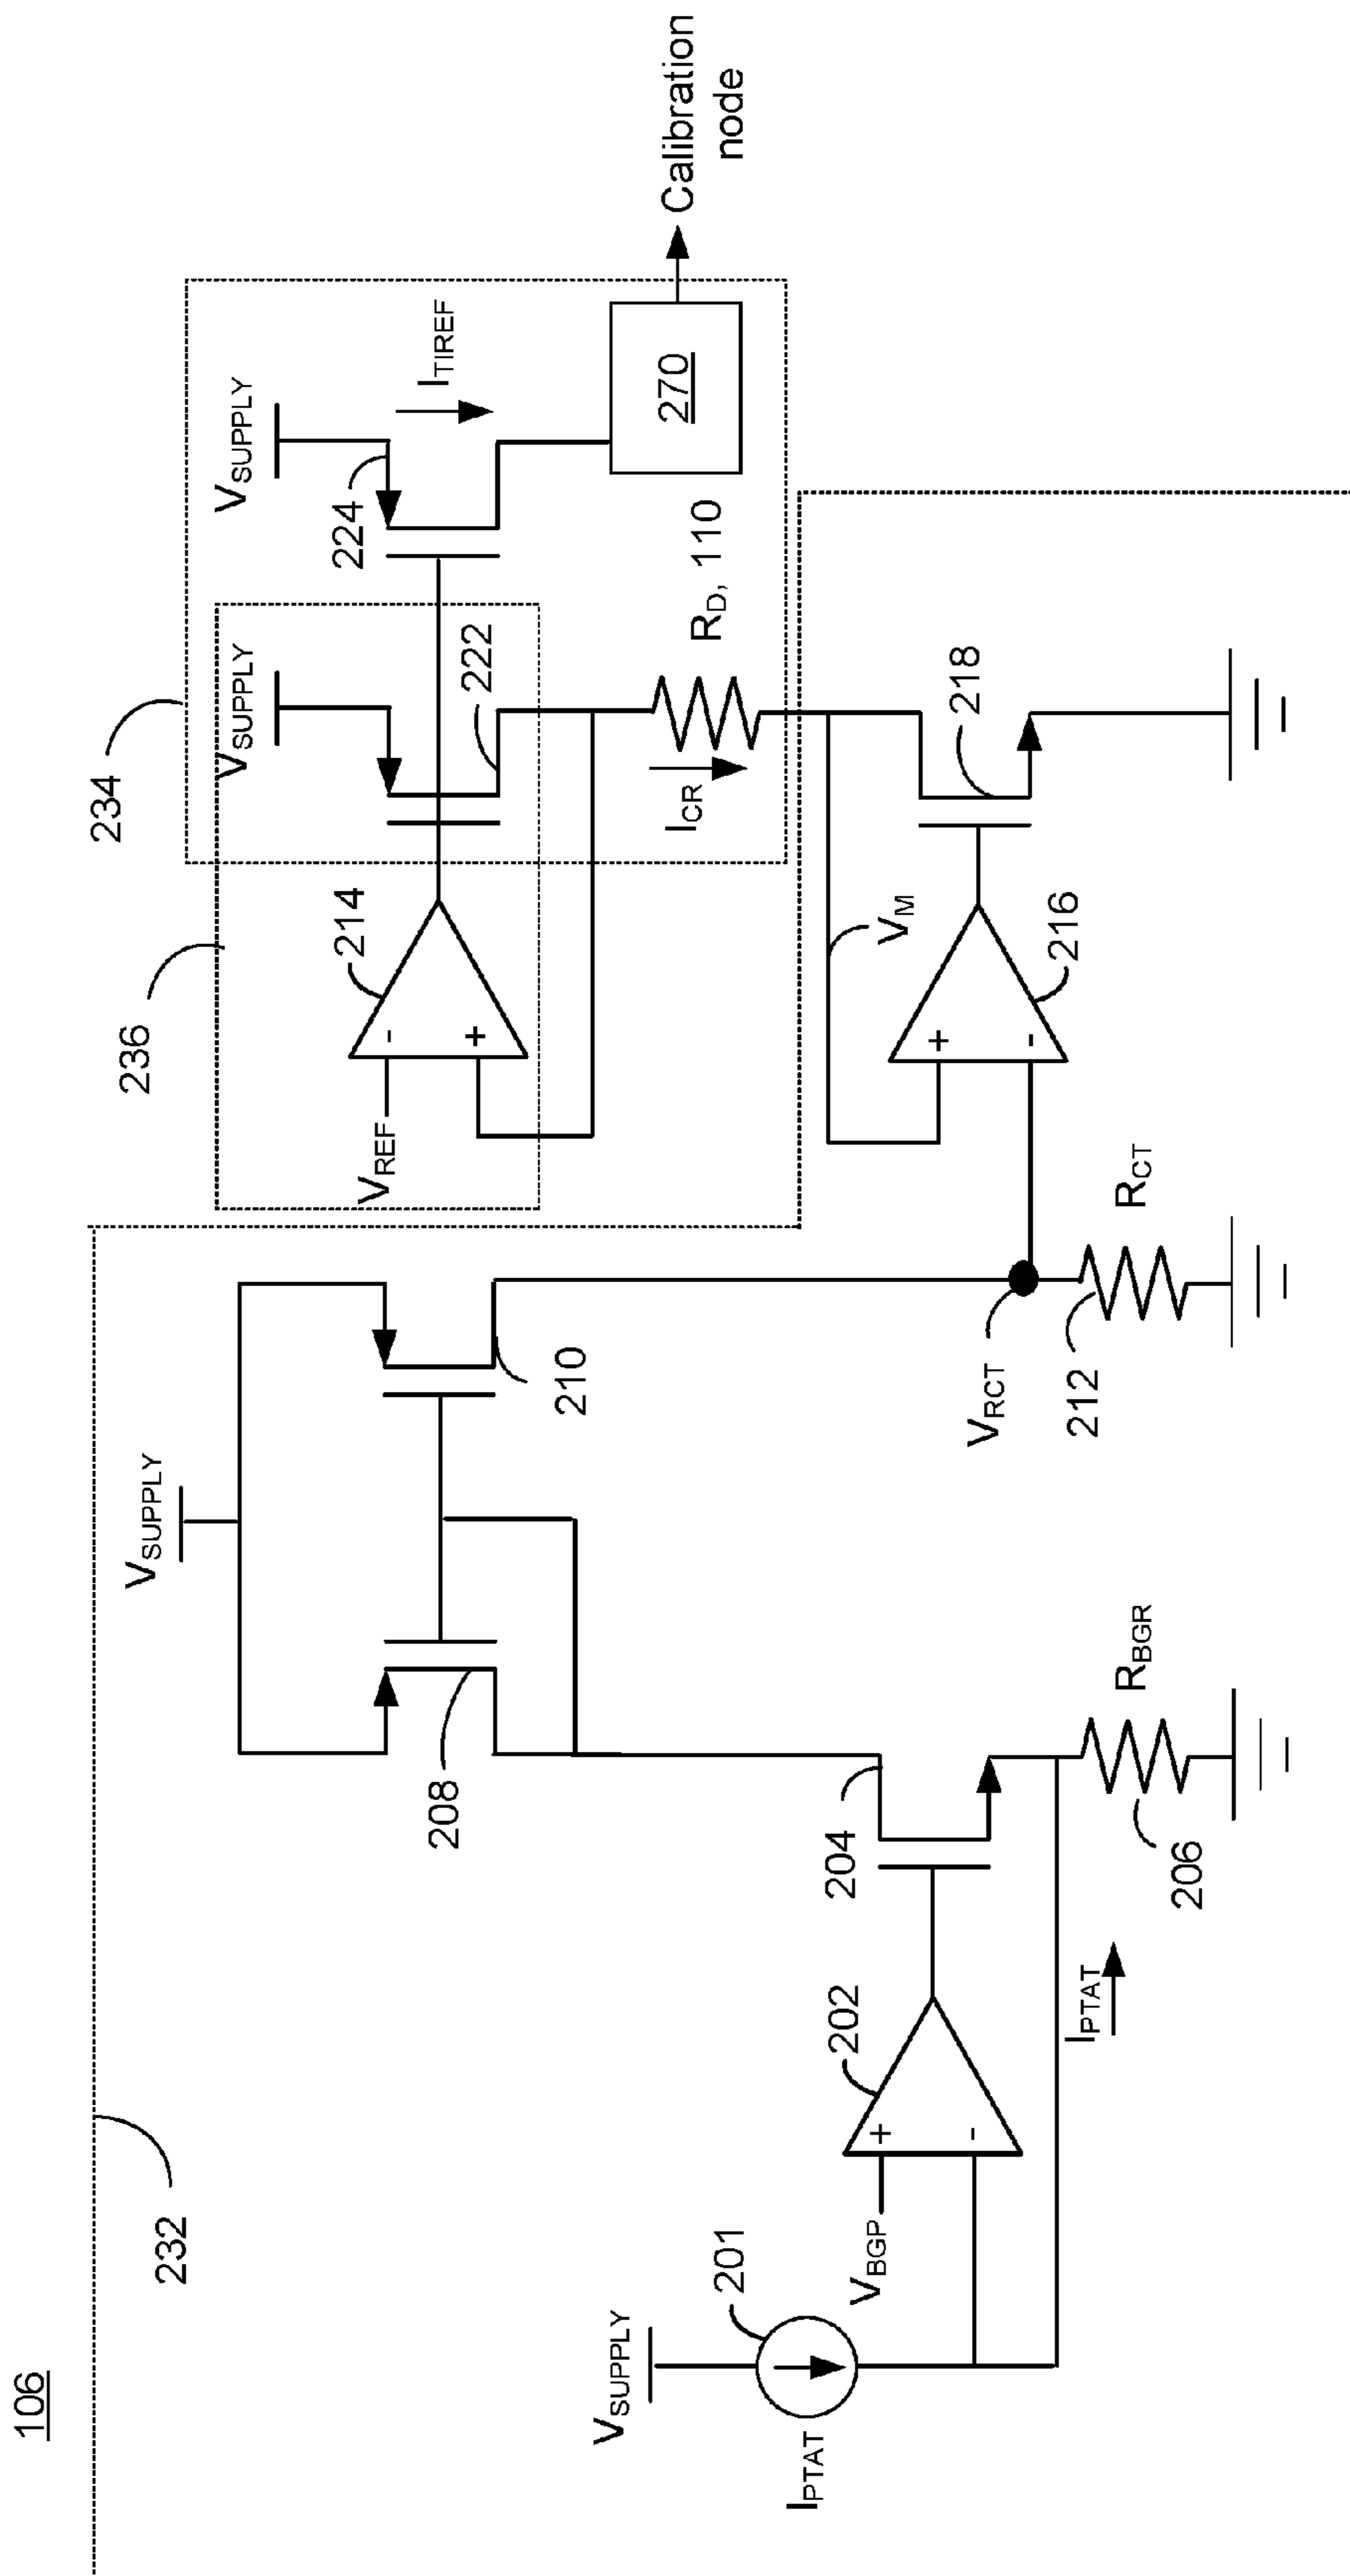 106
232
234
236
VSUPPLY
VSUPPLY
VSUPPLY
224
ITIREF
222
214
-
+
VREF
208
210
270
Calibration
node
RD, 110
ICR
VM
218
216
+
-
VRCT
212
RCT
VSUPPLY
201
IPTAT
VBGP
+
-
202
204
IPTAT
206
RBGR